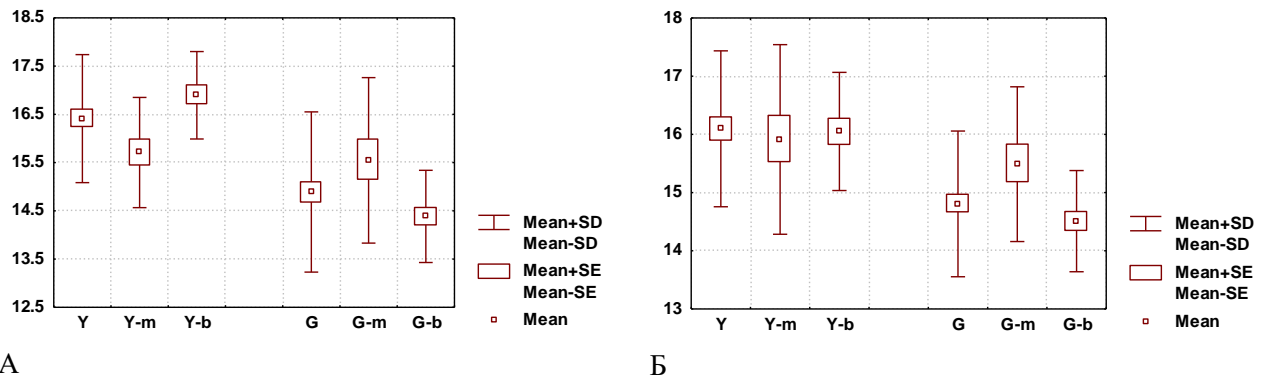 18.5
17.5
16.5
15.5
14.5
13.5
12.5
Y Y-m Y-b G G-m G-b
Mean+SD
Mean-SD
Mean+SE
Mean-SE
Mean
А
18
17
16
15
14
13
Y Y-m Y-b G G-m G-b
Mean+SD
Mean-SD
Mean+SE
Mean-SE
Mean
Б